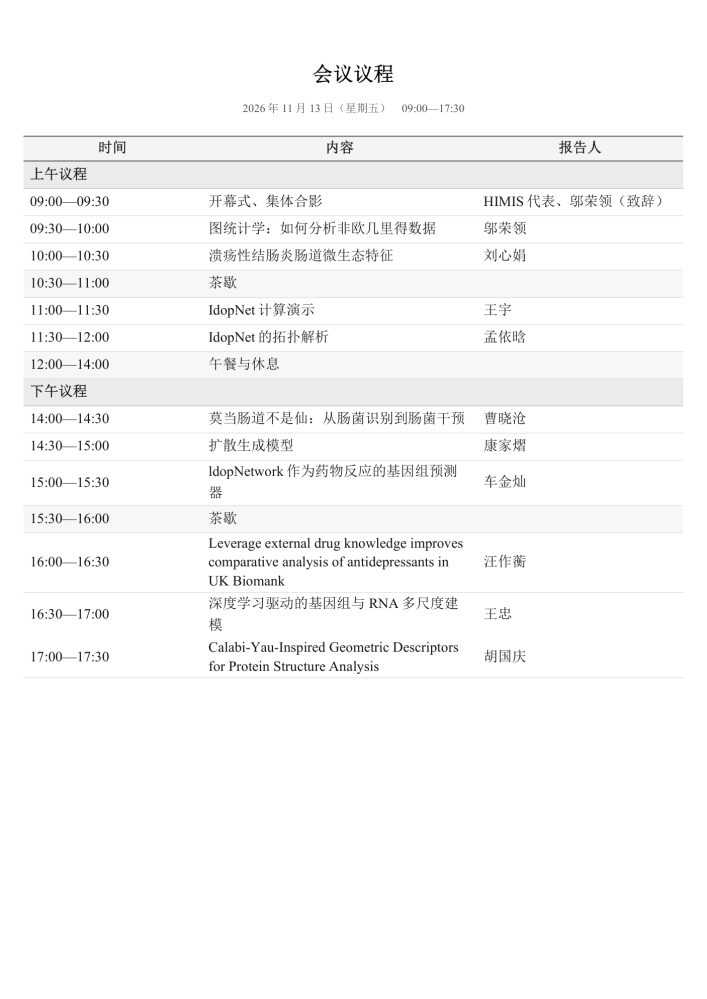 会议议程
2026 年 11 月 13 日（星期五） 09:00—17:30
时间 内容 报告人
上午议程
09:00—09:30 开幕式、集体合影 HIMIS 代表、邬荣领（致辞）
09:30—10:00 图统计学：如何分析非欧几里得数据 邬荣领
10:00—10:30 溃疡性结肠炎肠道微生态特征 刘心娟
10:30—11:00 茶歇
11:00—11:30 IdopNet 计算演示 王宇
11:30—12:00 IdopNet 的拓扑解析 孟依晗
12:00—14:00 午餐与休息
下午议程
14:00—14:30 莫当肠道不是仙：从肠菌识别到肠菌干预 曹晓沧
14:30—15:00 扩散生成模型 康家熠
15:00—15:30 ldopNetwork 作为药物反应的基因组预测 车金灿
器
15:30—16:00 茶歇
Leverage external drug knowledge improves
16:00—16:30 comparative analysis of antidepressants in 汪作蘅
UK Biomank
16:30—17:00 深度学习驱动的基因组与 RNA 多尺度建 王忠
模
17:00—17:30 Calabi-Yau-Inspired Geometric Descriptors 胡国庆
for Protein Structure Analysis